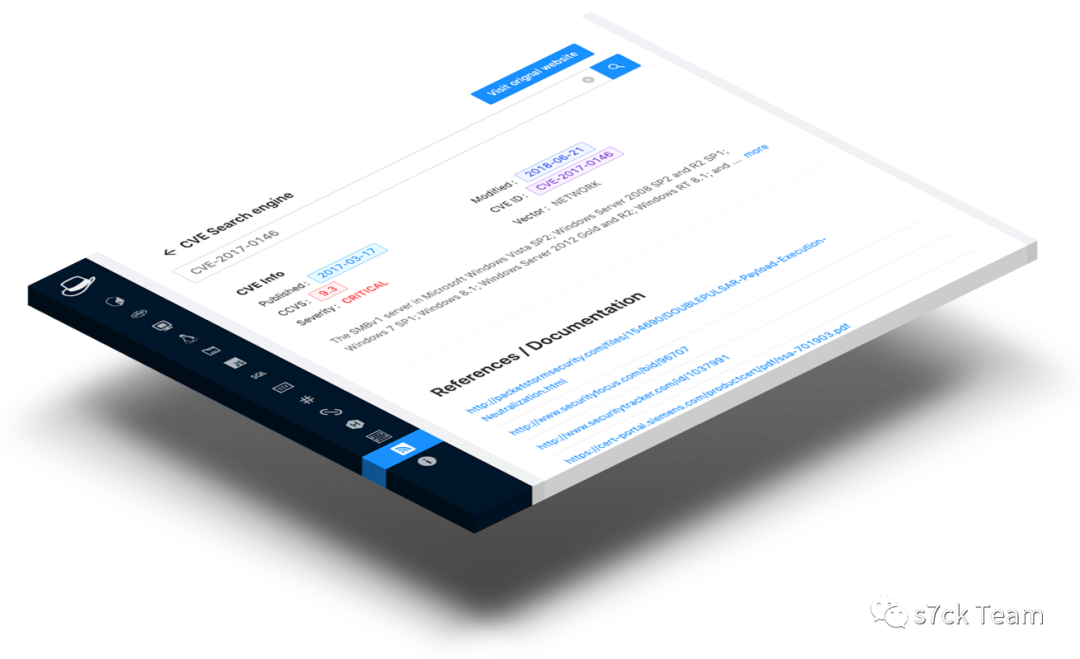 Visit orignal website
CVE Search engine
CVE-2017-0146
CVE Info
Published: 2017-03-17
CCVS: 9.3
Severity: CRITICAL
Modified: 2018-06-21
CVE ID: CVE-2017-0146
Vector: NETWORK
The SMBv1 server in Microsoft Windows Vista SP2; Windows Server 2008 SP2 and R2 SP1;
Windows 7 SP1; Windows 8.1; Windows Server 2012 Gold and R2; Windows RT 8.1; and ... more
References / Documentation
http://packetstormsecurity.com/files/154690/DOUBLEPULSAR-Payload-Execution-
Neutralization.html
http://www.securityfocus.com/bid/96707
http://www.securitytracker.com/id/1037991
https://cert-portal.siemens.com/productcert/pdf/ssa-701903.pdf
SQL
#
s7ck Team